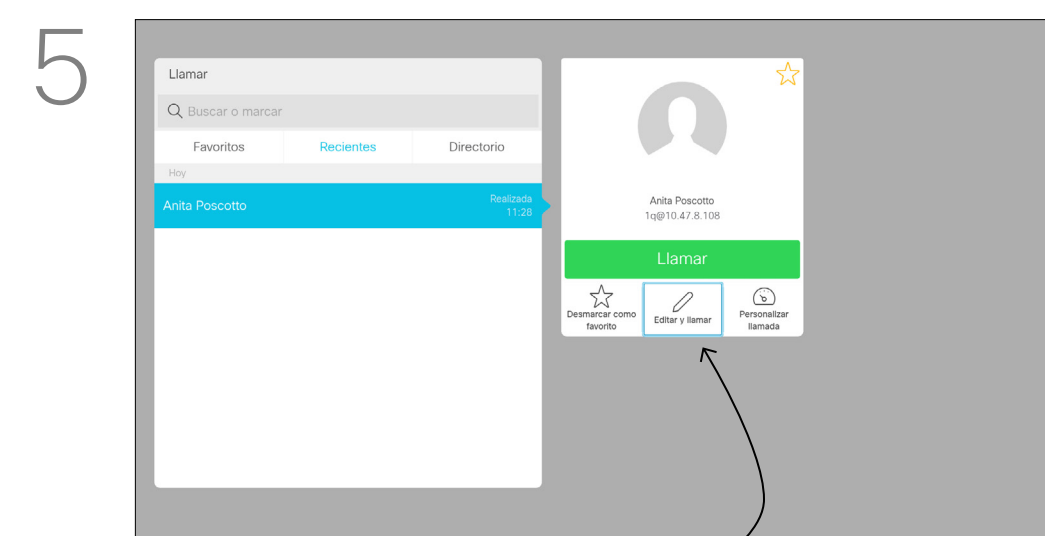 5
Llamar
Buscar o marcar
Favoritos Recientes Directorio
Hoy
Anita Poscotto Realizada
11:28
Anita Poscotto
1q@10.47.8.108
Llamar
Desmarcar como
favorito
Editar y llamar
Personalizar
llamada